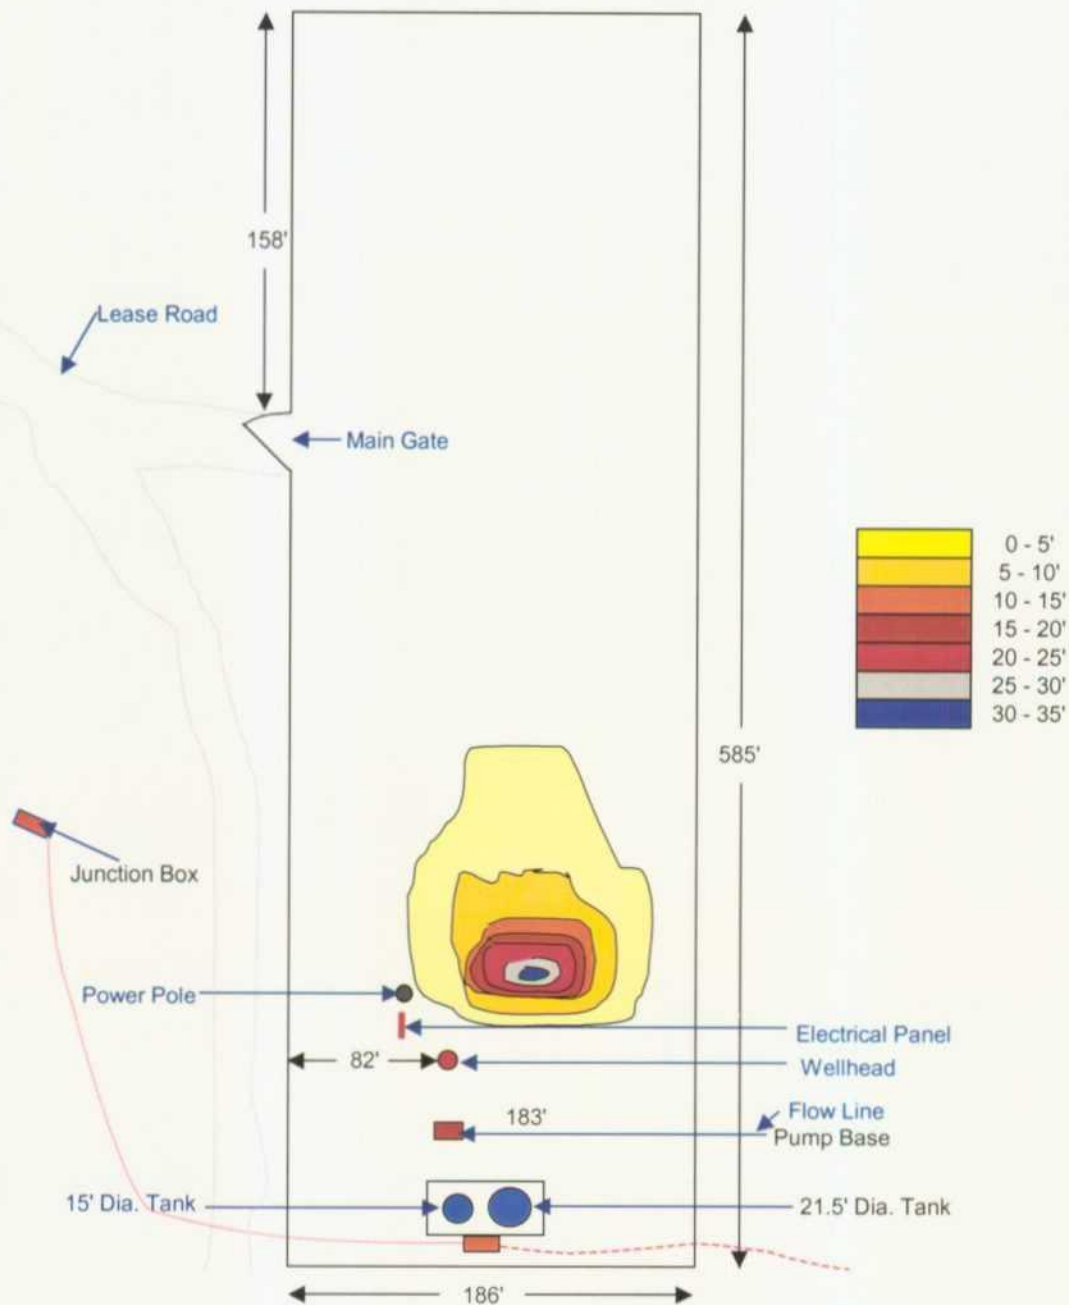 158'
Lease Road
Main Gate
0 - 5'
5 - 10'
10 - 15'
15 - 20'
20 - 25'
25 - 30'
30 - 35'
585'
Junction Box
Power Pole
Electrical Panel
82'
Wellhead
183'
Flow Line
Pump Base
15' Dia. Tank
21.5' Dia. Tank
186'